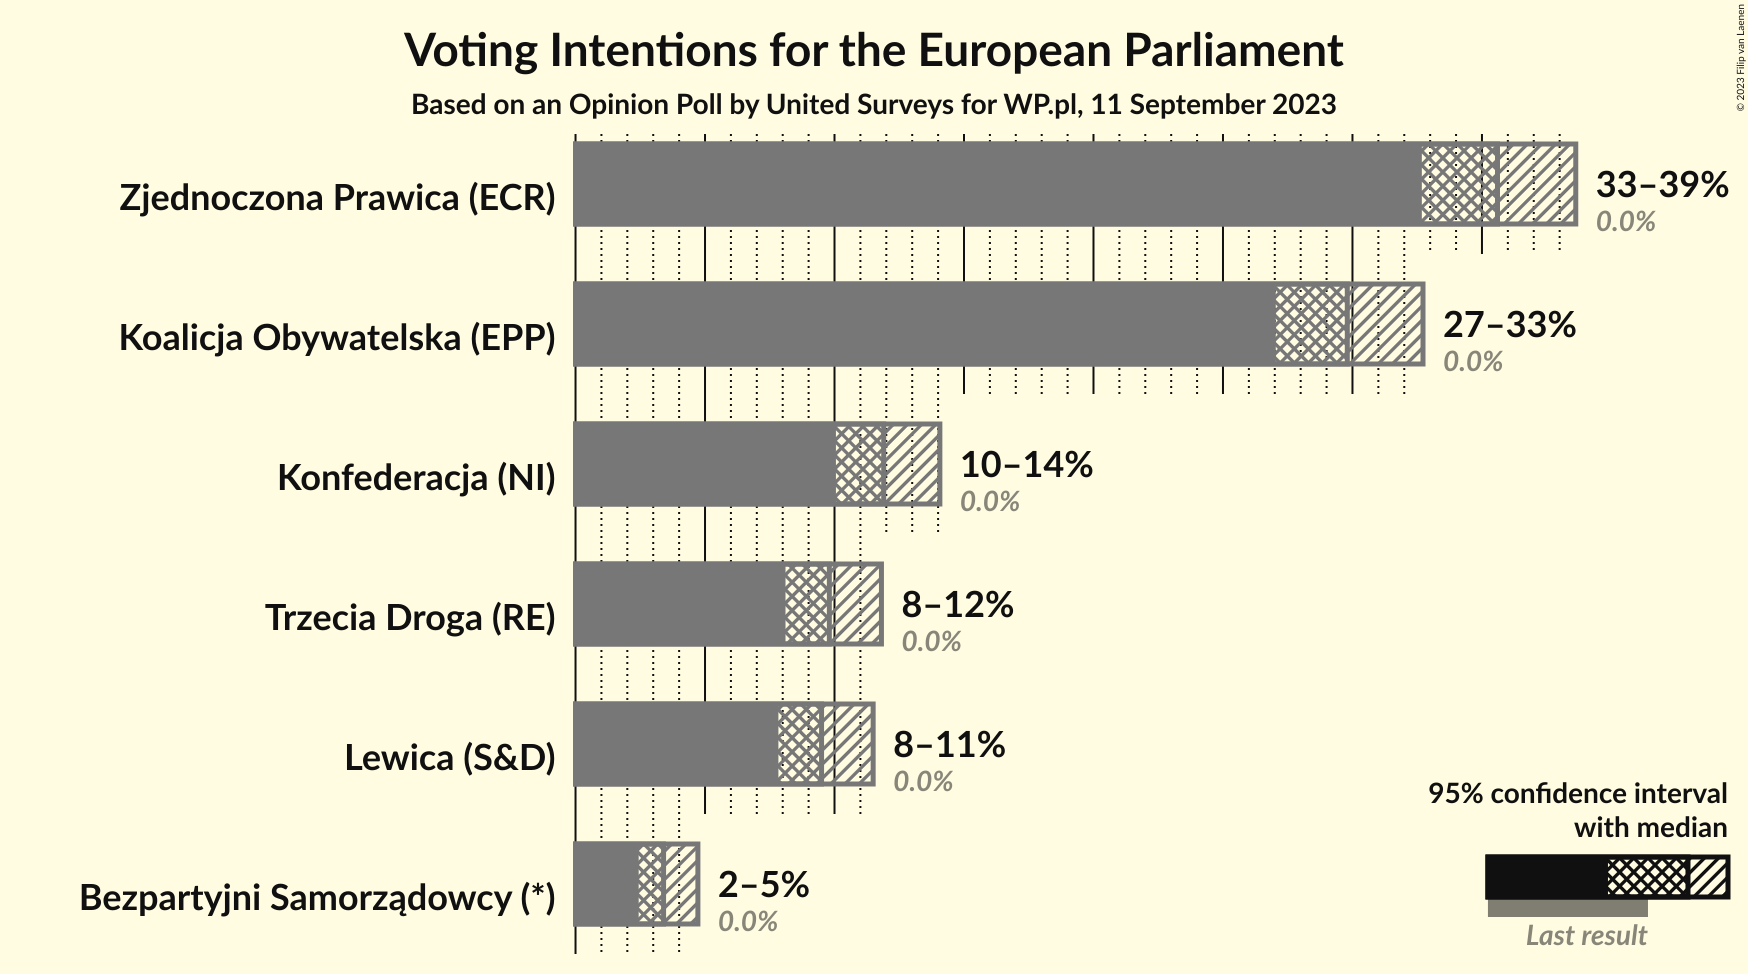 Voting Intentions for the European Parliament
Based on an Opinion Poll by United Surveys for WP.pl, 11 September 2023
© 2023 Filip van Laenen
Zjednoczona Prawica (ECR)
33–39%
0.0%
Koalicja Obywatelska (EPP)
27–33%
0.0%
Konfederacja (NI)
10–14%
0.0%
Trzecia Droga (RE)
8–12%
0.0%
Lewica (S&D)
8–11%
0.0%
Bezpartyjni Samorządowcy (*)
2–5%
0.0%
95% confidence interval
with median
Last result